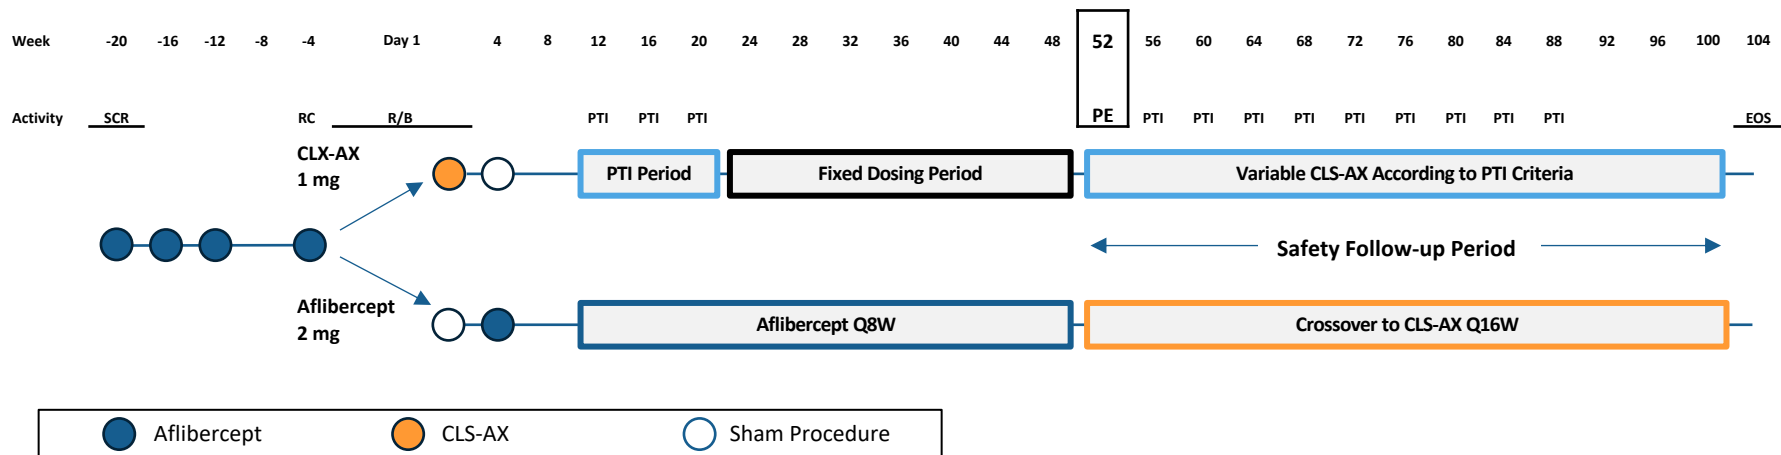 Week -20 -16 -12 -8 -4 Day 1 4 8 12 16 20 24 28 32 36 40 44 48 52 56 60 64 68 72 76 80 84 88 92 96 100 104
Activity SCR RC R/B PTI PTI PTI PE PTI PTI PTI PTI PTI PTI PTI PTI PTI EOS
CLX-AX
1 mg
PTI Period Fixed Dosing Period Variable CLS-AX According to PTI Criteria
Safety Follow-up Period
Aflibercept
2 mg
Aflibercept Q8W Crossover to CLS-AX Q16W
Aflibercept CLS-AX Sham Procedure